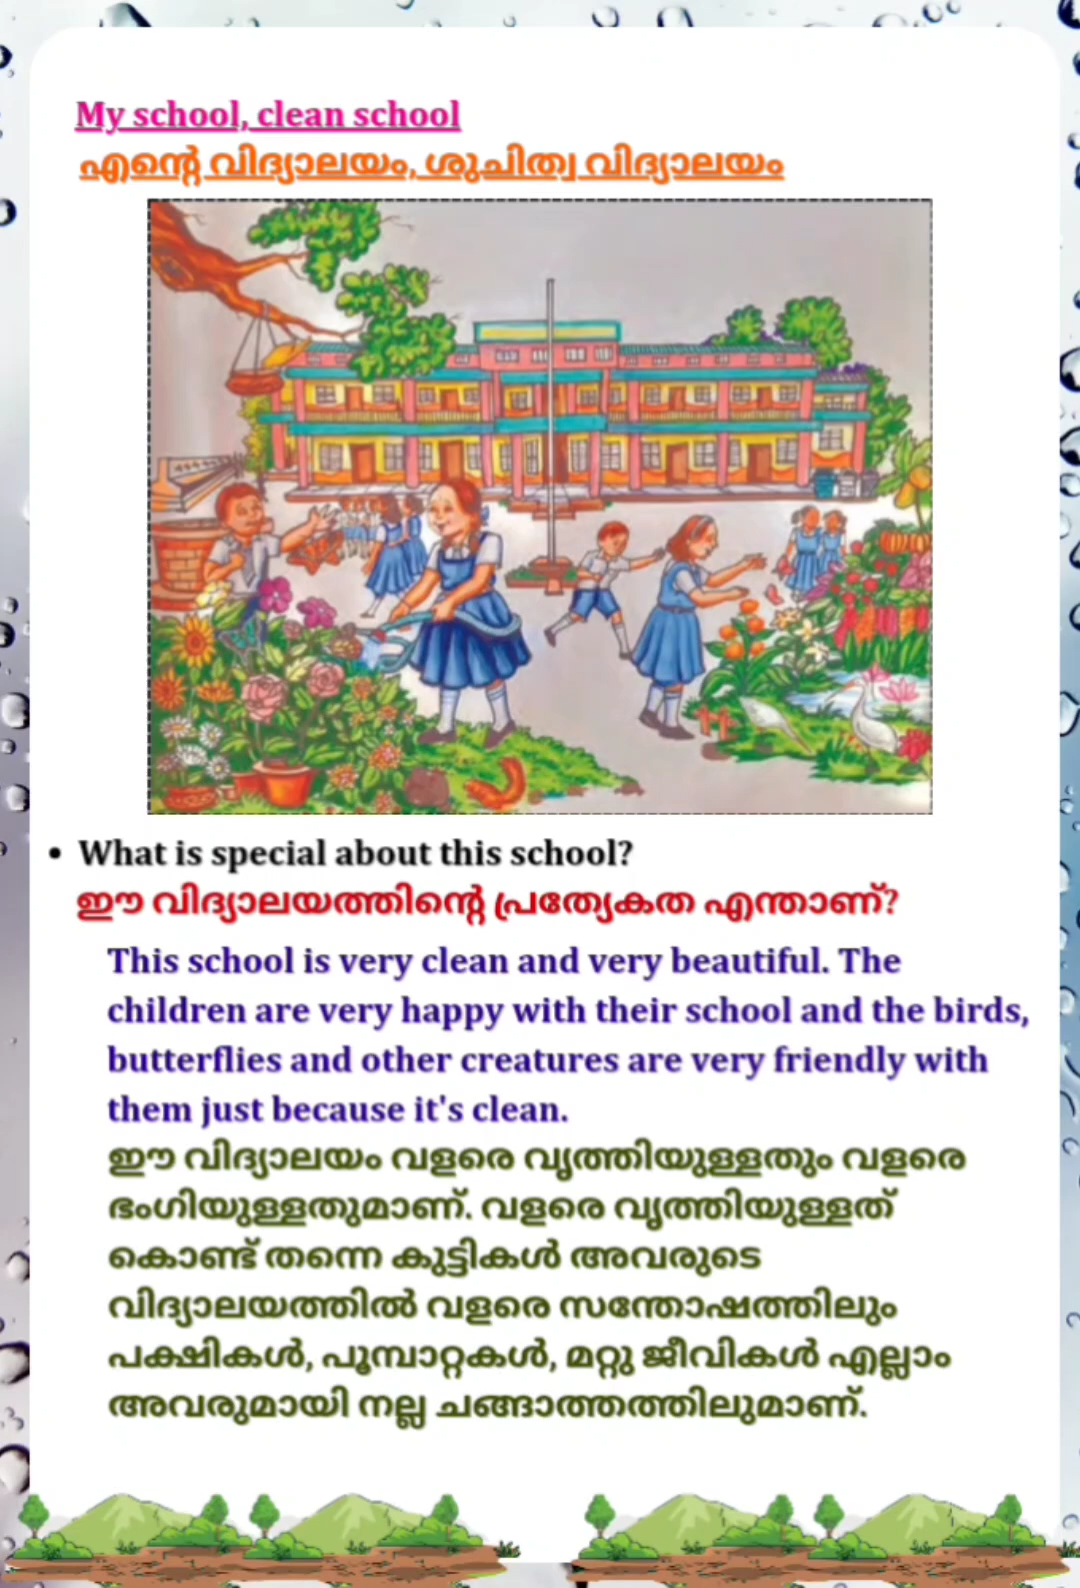 My school, clean school
എന്റെ വിദ്യാലയം, ശുചിത്വ വിദ്യാലയം
• What is special about this school?
ഈ വിദ്യാലയത്തിന്റെ പ്രത്യേകത എന്താണ്?
This school is very clean and very beautiful. The
children are very happy with their school and the birds,
butterflies and other creatures are very friendly with
them just because it's clean.
ഈ വിദ്യാലയം വളരെ വൃത്തിയുള്ളതും വളരെ
ഭംഗിയുള്ളതുമാണ്. വളരെ വൃത്തിയുള്ളത്
കൊണ്ട് തന്നെ കുട്ടികൾ അവരുടെ
വിദ്യാലയത്തിൽ വളരെ സന്തോഷത്തിലും
പക്ഷികൾ, പൂമ്പാറ്റകൾ, മറ്റു ജീവികൾ എല്ലാം
അവരുമായി നല്ല ചങ്ങാത്തത്തിലുമാണ്.